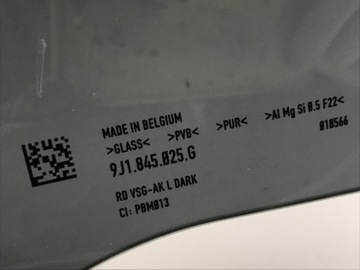 MADE IN BELGIUM
>GLASS< >PVB< >PUR< >Al Mg Si 0.5 F22<
9J1.845.025.G
010566
RD VSG-AK L DARK
CI: PBM013